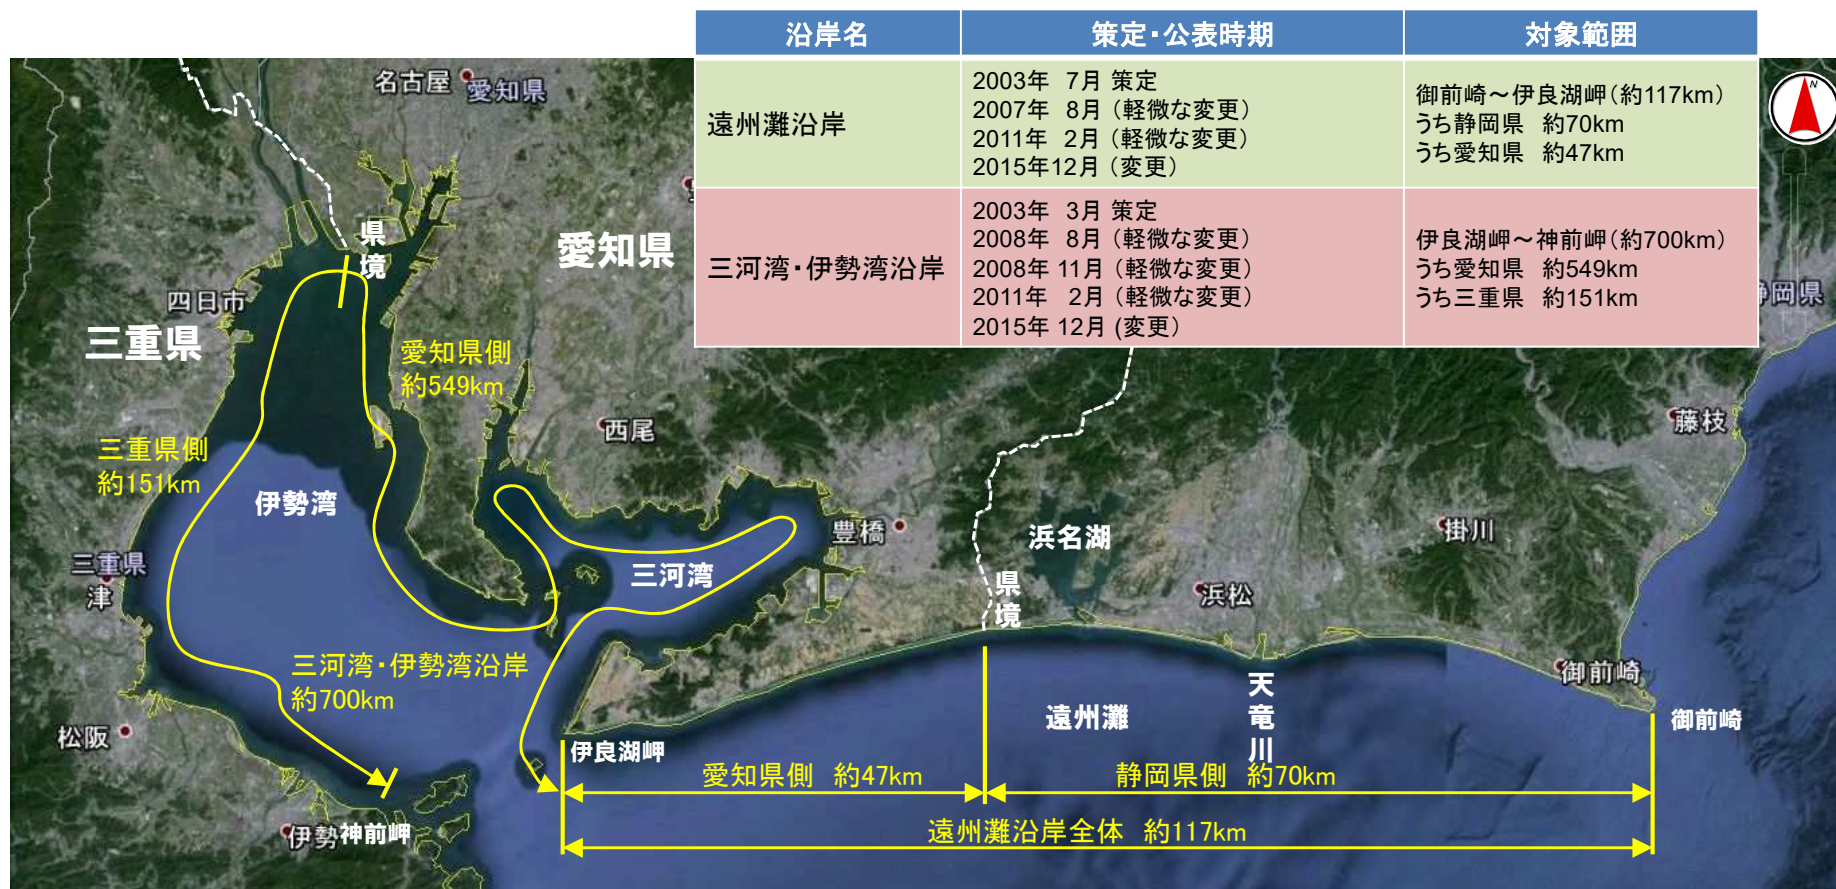 沿岸名
策定・公表時期
対象範囲
遠州灘沿岸
2003年 7月 策定
2007年 8月（軽微な変更）
2011年 2月（軽微な変更）
2015年12月（変更）
御前崎～伊良湖岬（約117km）
うち静岡県 約70km
うち愛知県 約47km
三河湾・伊勢湾沿岸
2003年 3月 策定
2008年 8月（軽微な変更）
2008年 11月（軽微な変更）
2011年 2月（軽微な変更）
2015年 12月 (変更）
伊良湖岬～神前岬（約700km）
うち愛知県 約549km
うち三重県 約151km
N
名古屋
愛知県
県境
愛知県
四日市
三重県
静岡県
愛知県側
約549km
西尾
藤枝
三重県側
約151km
伊勢湾
豊橋
浜名湖
掛川
三重県
津
三河湾
県境
浜松
三河湾・伊勢湾沿岸
約700km
御前崎
天竜川
遠州灘
御前崎
松阪
伊良湖岬
愛知県側 約47km
静岡県側 約70km
伊勢
神前岬
遠州灘沿岸全体 約117km